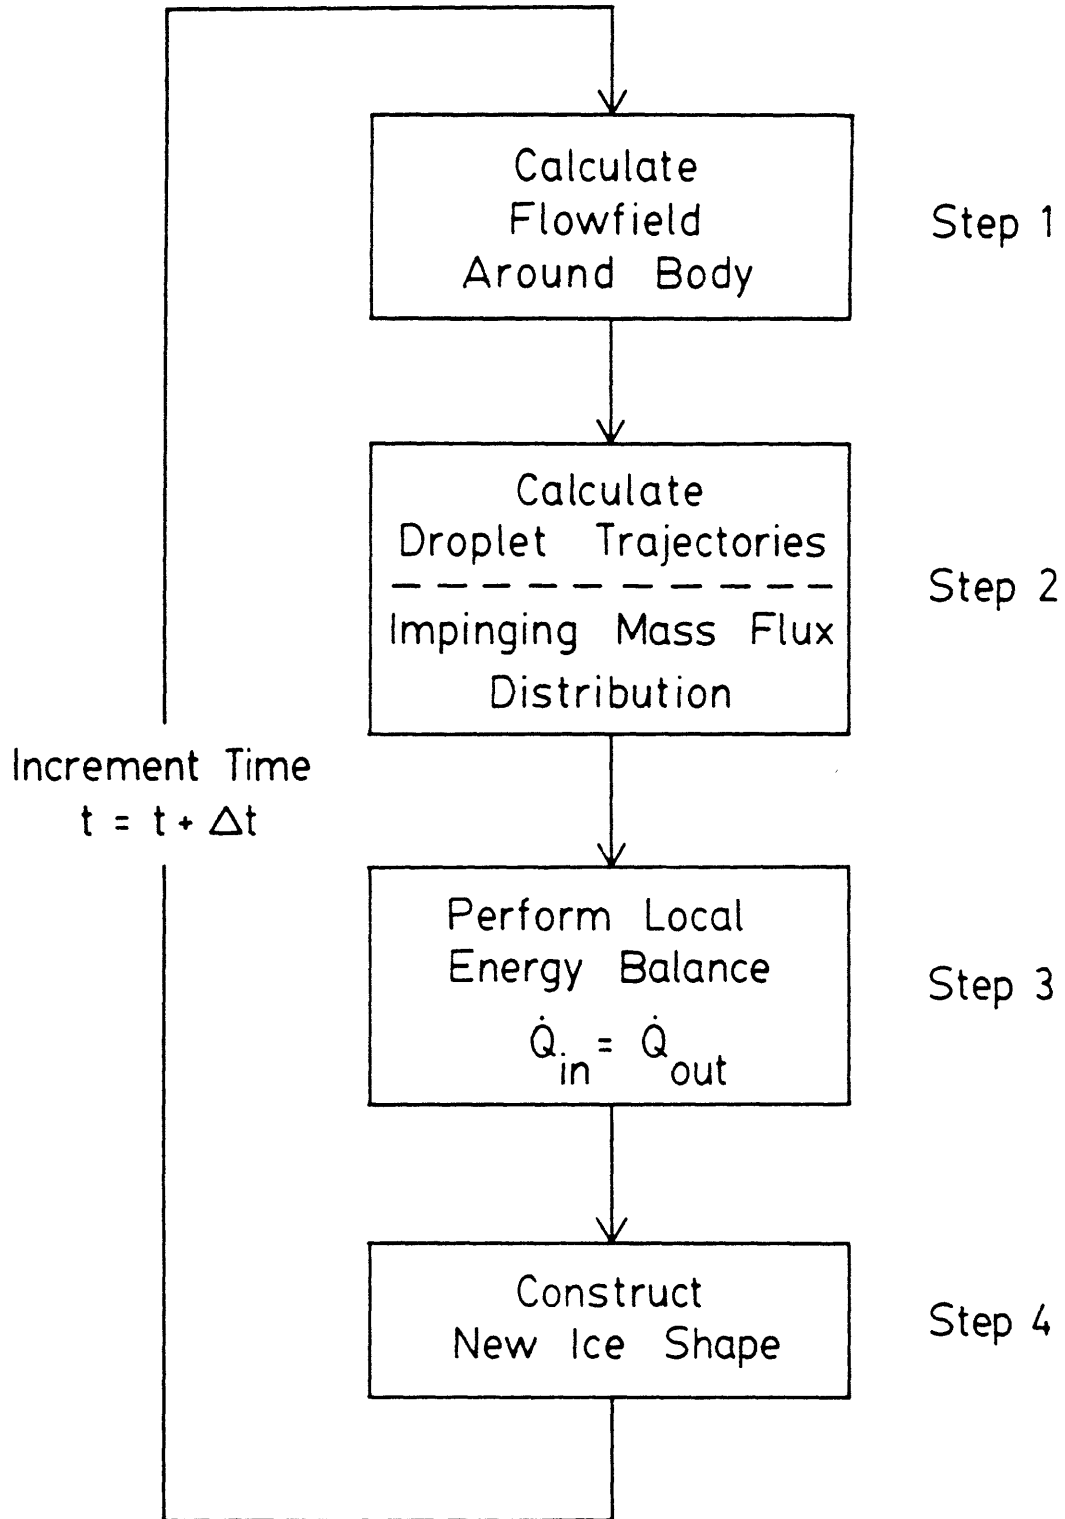 Calculate
Flowfield
Around Body
Step 1
Calculate
Droplet Trajectories
Impinging Mass Flux
Distribution
Step 2
Increment Time
t = t + Δt
Perform Local
Energy Balance
Q̇in = Q̇out
Step 3
Construct
New Ice Shape
Step 4